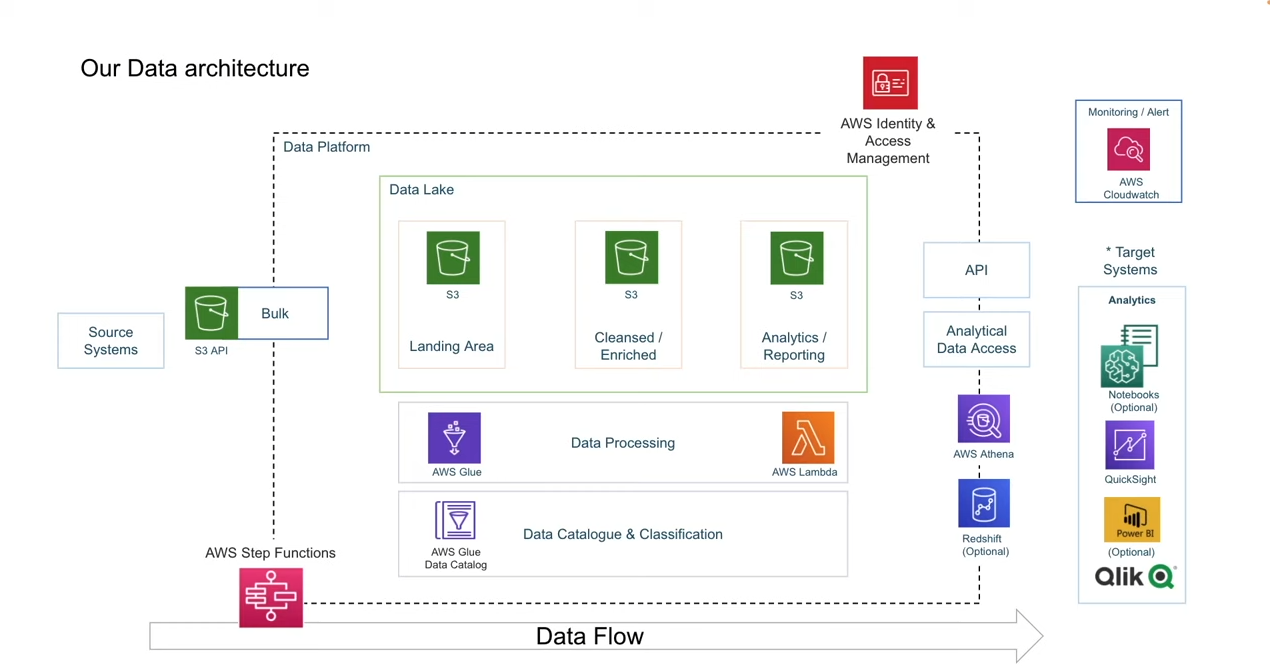 Our Data architecture
AWS Identity &
Access
Management
Monitoring / Alert
AWS
Cloudwatch
Data Platform
Data Lake
S3
Landing Area
S3
Cleansed /
Enriched
S3
Analytics /
Reporting
Source
Systems
Bulk
S3 API
API
Analytical
Data Access
AWS Athena
Redshift
(Optional)
* Target
Systems
Analytics
Notebooks
(Optional)
QuickSight
Power BI
(Optional)
Qlik
AWS Glue
Data Processing
AWS Lambda
AWS Glue
Data Catalog
Data Catalogue & Classification
AWS Step Functions
Data Flow